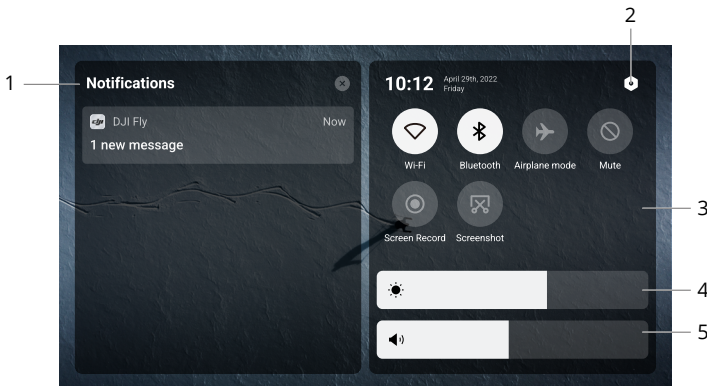 2
1
Notifications
DJI Fly
Now
1 new message
10:12
April 29th, 2022
Friday
Wi-Fi
Bluetooth
Airplane mode
Mute
Screen Record
Screenshot
3
4
5